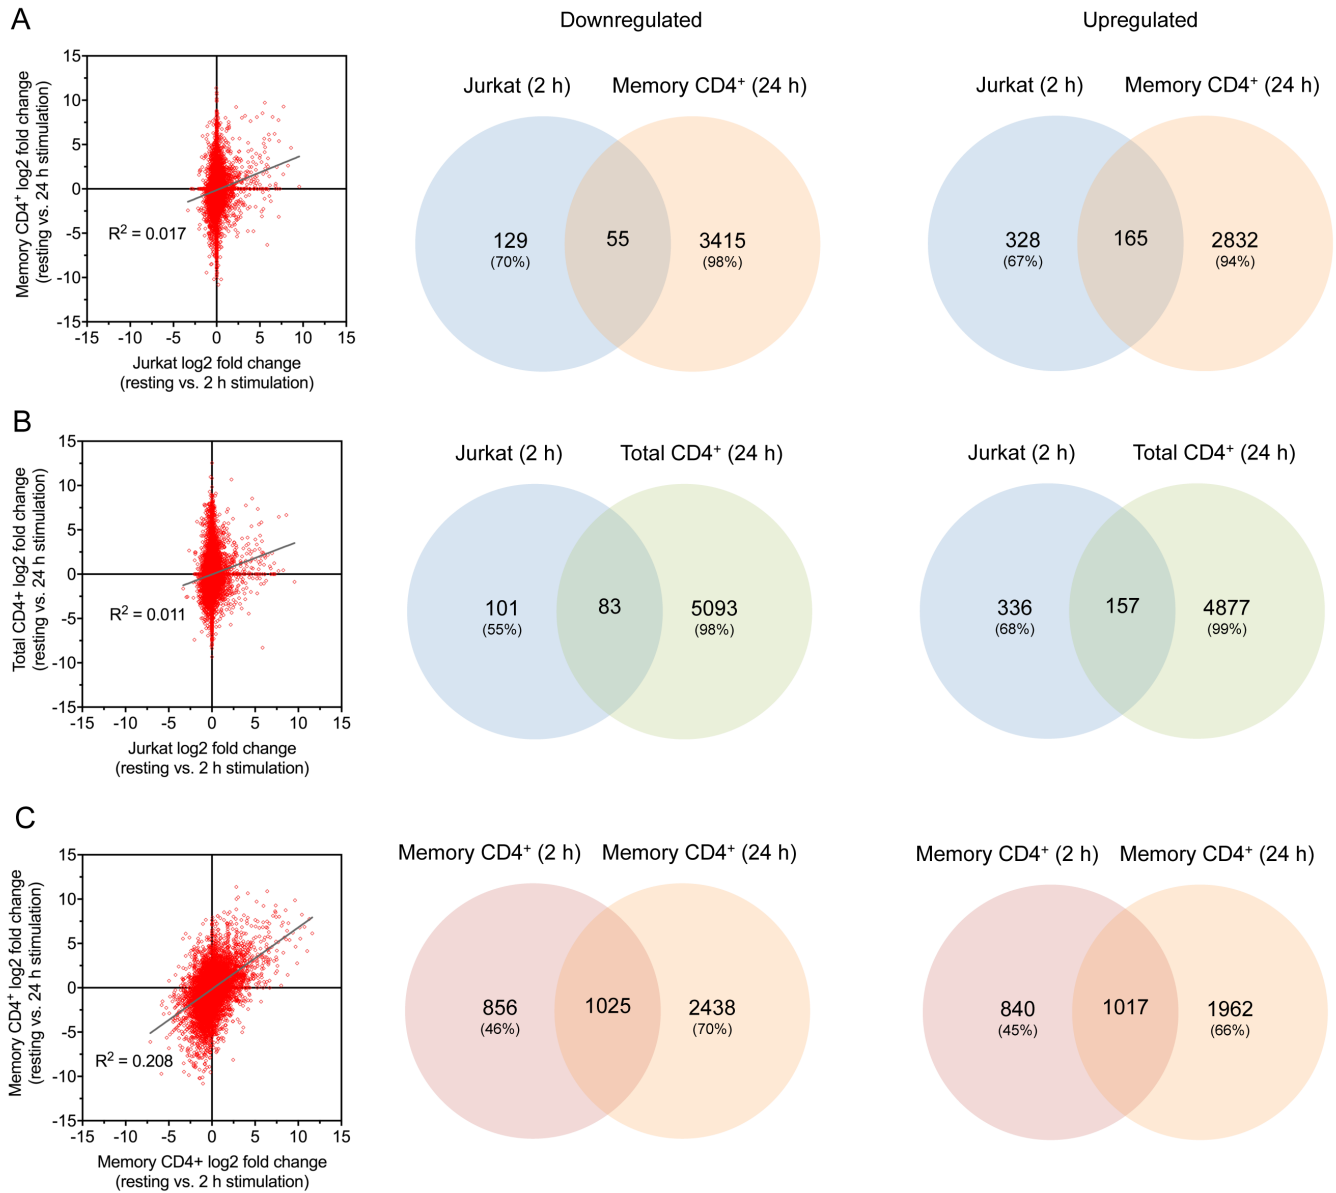 A
Downregulated
Upregulated
Memory CD4⁺ log2 fold change
(resting vs. 24 h stimulation)
15
10
5
0
-5
-10
-15
R² = 0.017
-15 -10 -5 0 5 10 15
Jurkat log2 fold change
(resting vs. 2 h stimulation)
Jurkat (2 h) Memory CD4⁺ (24 h)
129 55 3415
(70%) (98%)
Jurkat (2 h) Memory CD4⁺ (24 h)
328 165 2832
(67%) (94%)
B
Total CD4+ log2 fold change
(resting vs. 24 h stimulation)
15
10
5
0
-5
-10
-15
R² = 0.011
-15 -10 -5 0 5 10 15
Jurkat log2 fold change
(resting vs. 2 h stimulation)
Jurkat (2 h) Total CD4⁺ (24 h)
101 83 5093
(55%) (98%)
Jurkat (2 h) Total CD4⁺ (24 h)
336 157 4877
(68%) (99%)
C
Memory CD4⁺ log2 fold change
(resting vs. 24 h stimulation)
15
10
5
0
-5
-10
-15
R² = 0.208
-15 -10 -5 0 5 10 15
Memory CD4+ log2 fold change
(resting vs. 2 h stimulation)
Memory CD4⁺ (2 h) Memory CD4⁺ (24 h)
856 1025 2438
(46%) (70%)
Memory CD4⁺ (2 h) Memory CD4⁺ (24 h)
840 1017 1962
(45%) (66%)